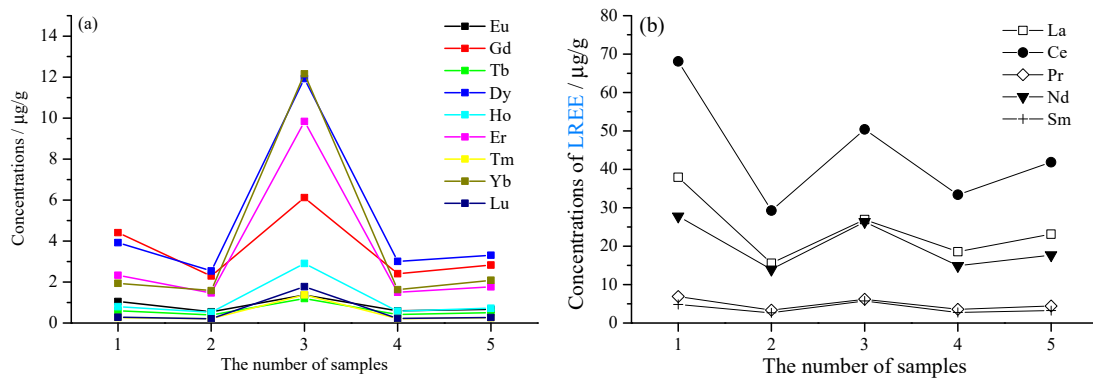 (a)
Eu
Gd
Tb
Dy
Ho
Er
Tm
Yb
Lu
14
12
10
8
6
4
2
0
Concentrations / µg/g
1 2 3 4 5
The number of samples
(b)
La
Ce
Pr
Nd
Sm
80
70
60
50
40
30
20
10
0
Concentrations of LREE / µg/g
1 2 3 4 5
The number of samples